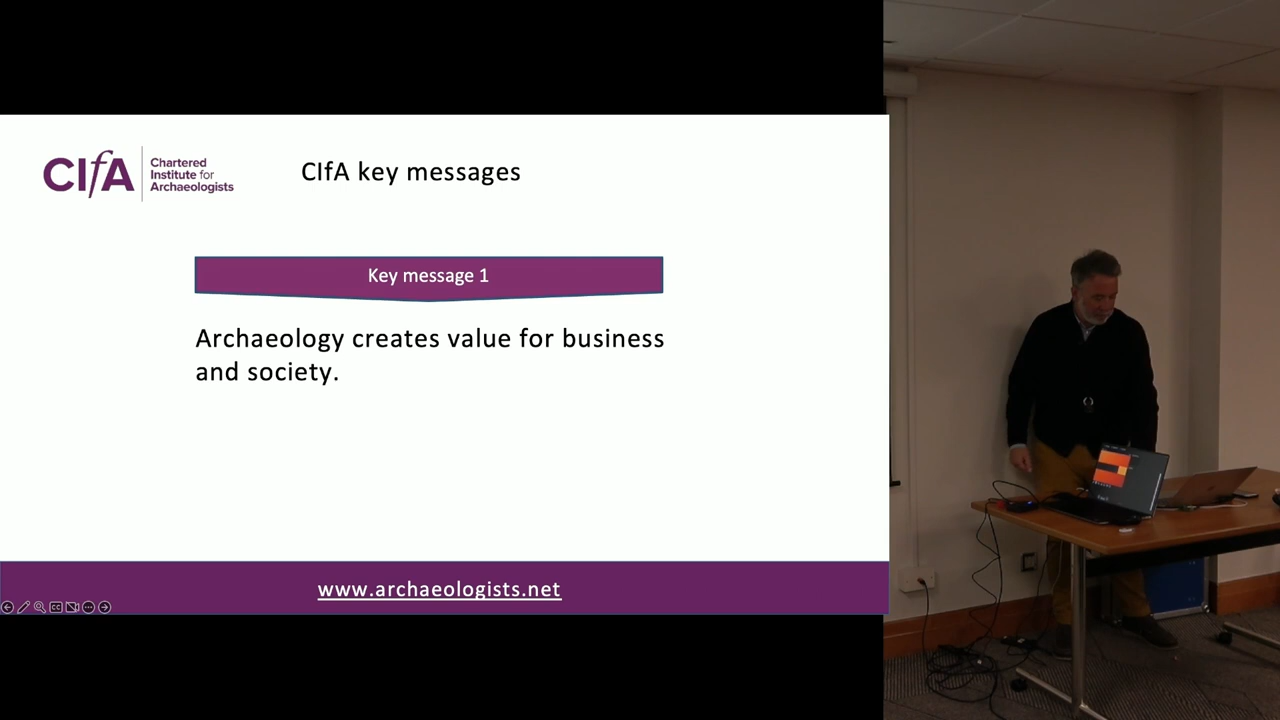 CIfA
Chartered
Institute for
Archaeologists
CIfA key messages
Key message 1
Archaeology creates value for business
and society.
www.archaeologists.net